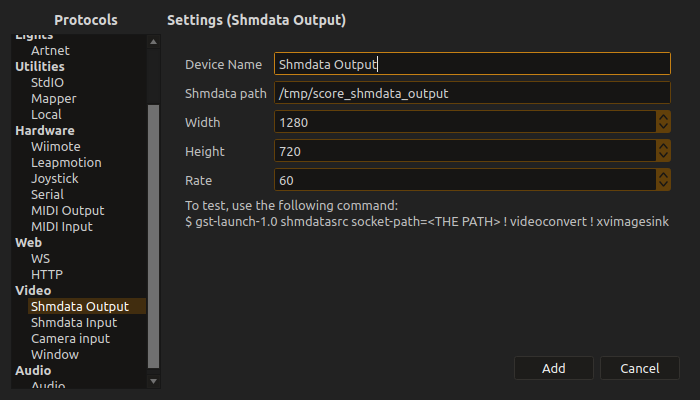 Protocols
Lights
Artnet
Utilities
StdIO
Mapper
Local
Hardware
Wiimote
Leapmotion
Joystick
Serial
MIDI Output
MIDI Input
Web
WS
HTTP
Video
Shmdata Output
Shmdata Input
Camera input
Window
Audio
Audio
Settings (Shmdata Output)
Device Name Shmdata Output
Shmdata path /tmp/score_shmdata_output
Width 1280
Height 720
Rate 60
To test, use the following command:
$ gst-launch-1.0 shmdatasrc socket-path=<THE PATH> ! videoconvert ! xvimagesink
Add Cancel